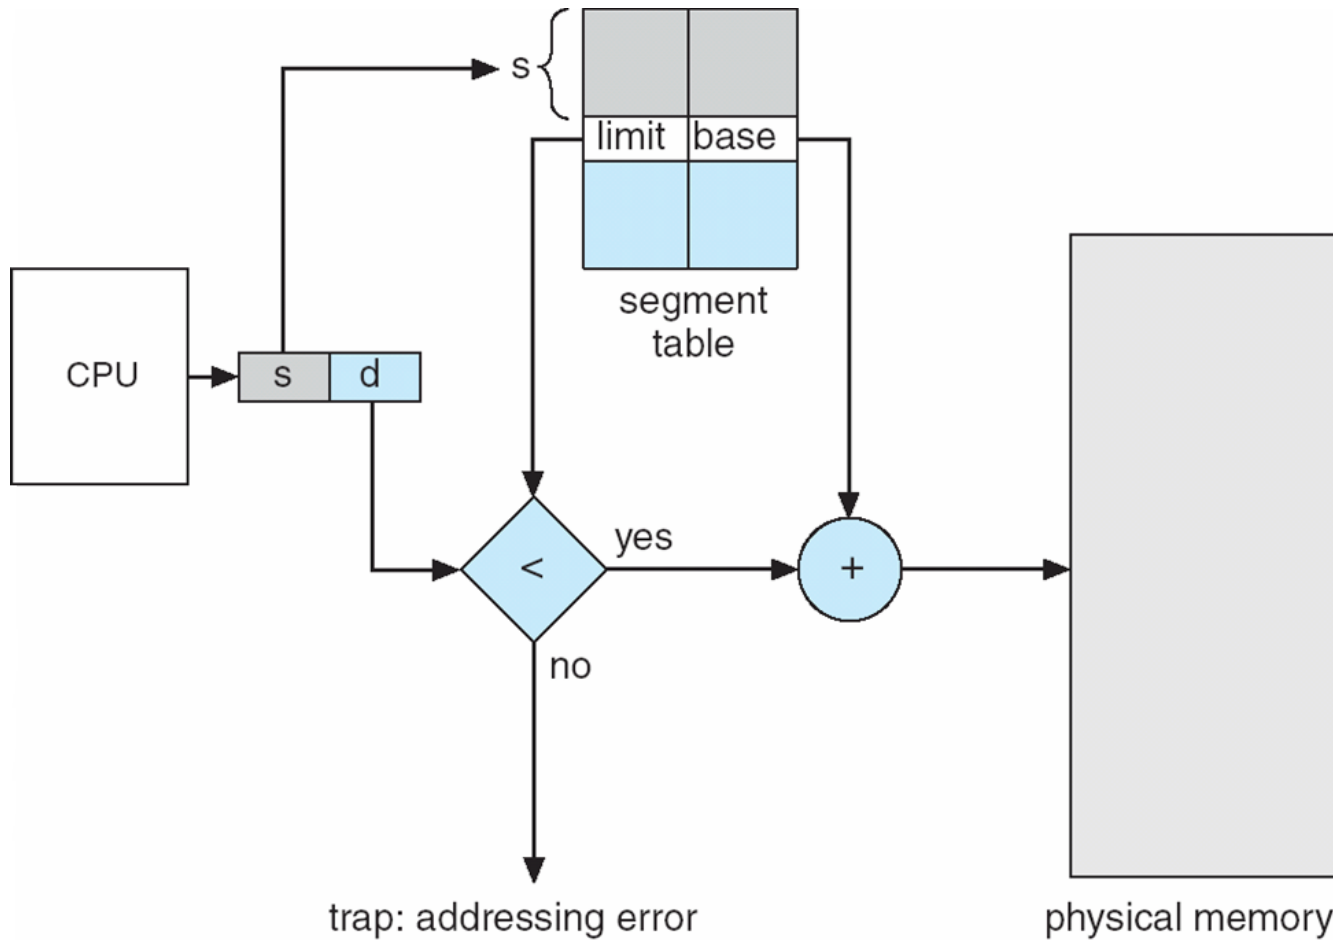 s
limit base
segment
table
CPU
s d
yes
< +
no
trap: addressing error
physical memory